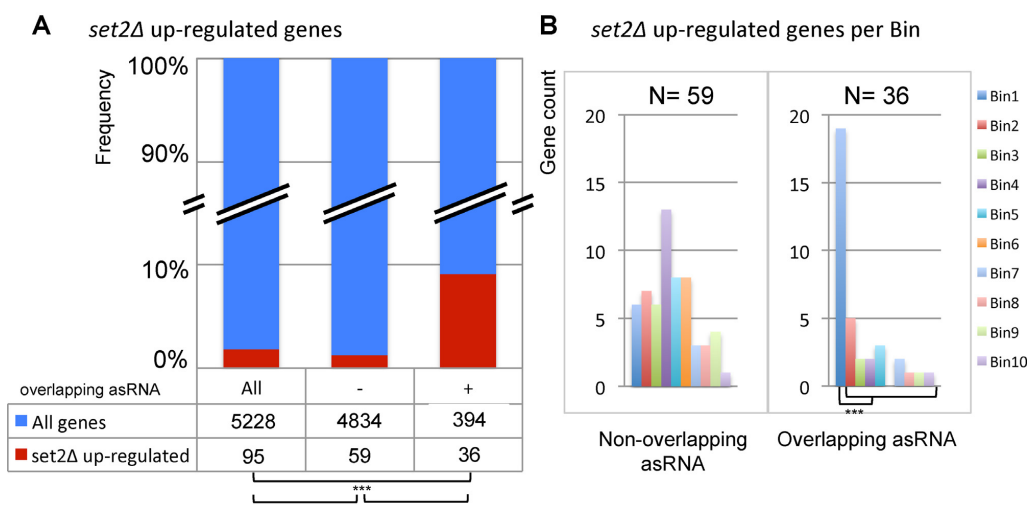 A set2Δ up-regulated genes
Frequency
100%
90%
10%
0%
overlapping asRNA All - +
All genes 5228 4834 394
set2Δ up-regulated 95 59 36
***
B set2Δ up-regulated genes per Bin
Gene count
N= 59
20
15
10
5
0
Non-overlapping
asRNA
N= 36
20
15
10
5
0
***
Overlapping asRNA
Bin1
Bin2
Bin3
Bin4
Bin5
Bin6
Bin7
Bin8
Bin9
Bin10